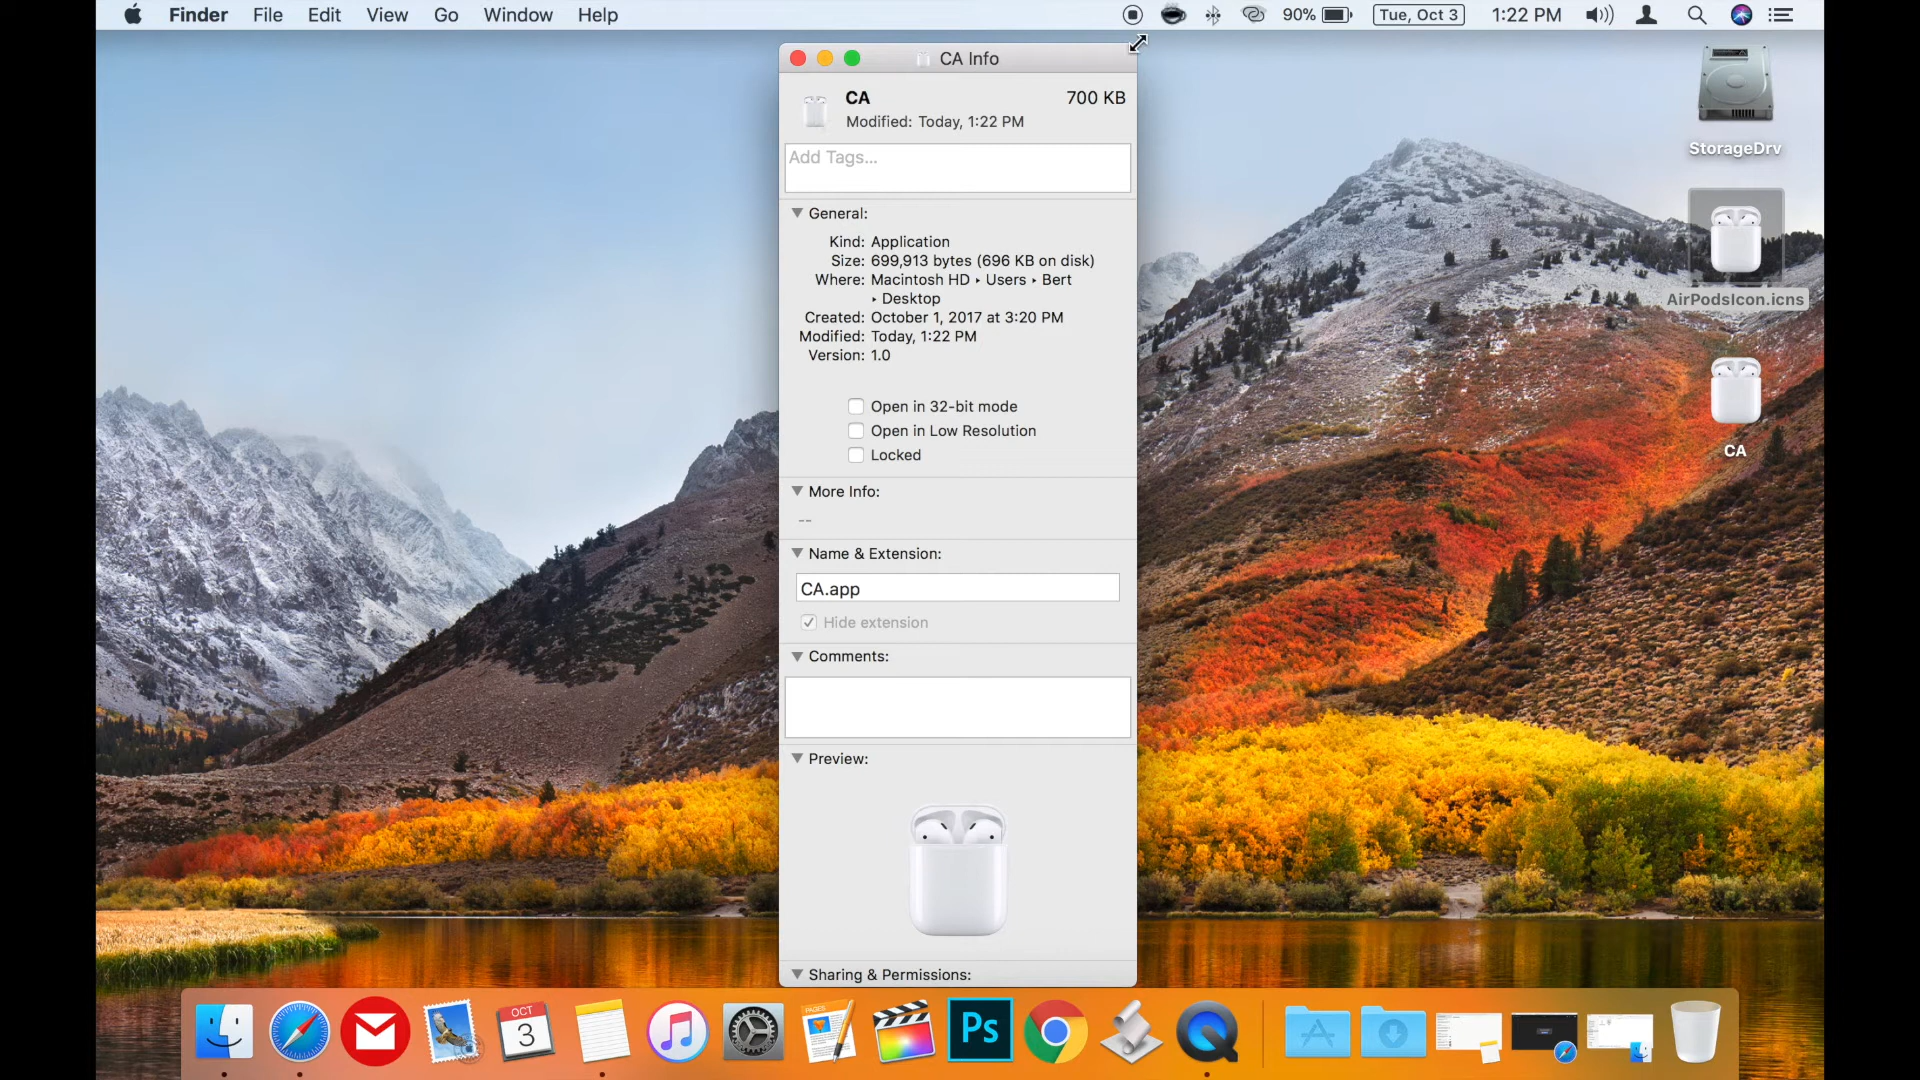 Finder File Edit View Go Window Help 90% Tue, Oct 3 1:22 PM
CA Info
CA 700 KB
Modified: Today, 1:22 PM
Add Tags...
General:
Kind: Application
Size: 699,913 bytes (696 KB on disk)
Where: Macintosh HD ▸ Users ▸ Bert
▸ Desktop
Created: October 1, 2017 at 3:20 PM
Modified: Today, 1:22 PM
Version: 1.0
Open in 32-bit mode
Open in Low Resolution
Locked
More Info:
--
Name & Extension:
CA.app
Hide extension
Comments:
Preview:
Sharing & Permissions:
StorageDrv
AirPodsIcon.icns
CA
OCT
3
PAGES
Ps